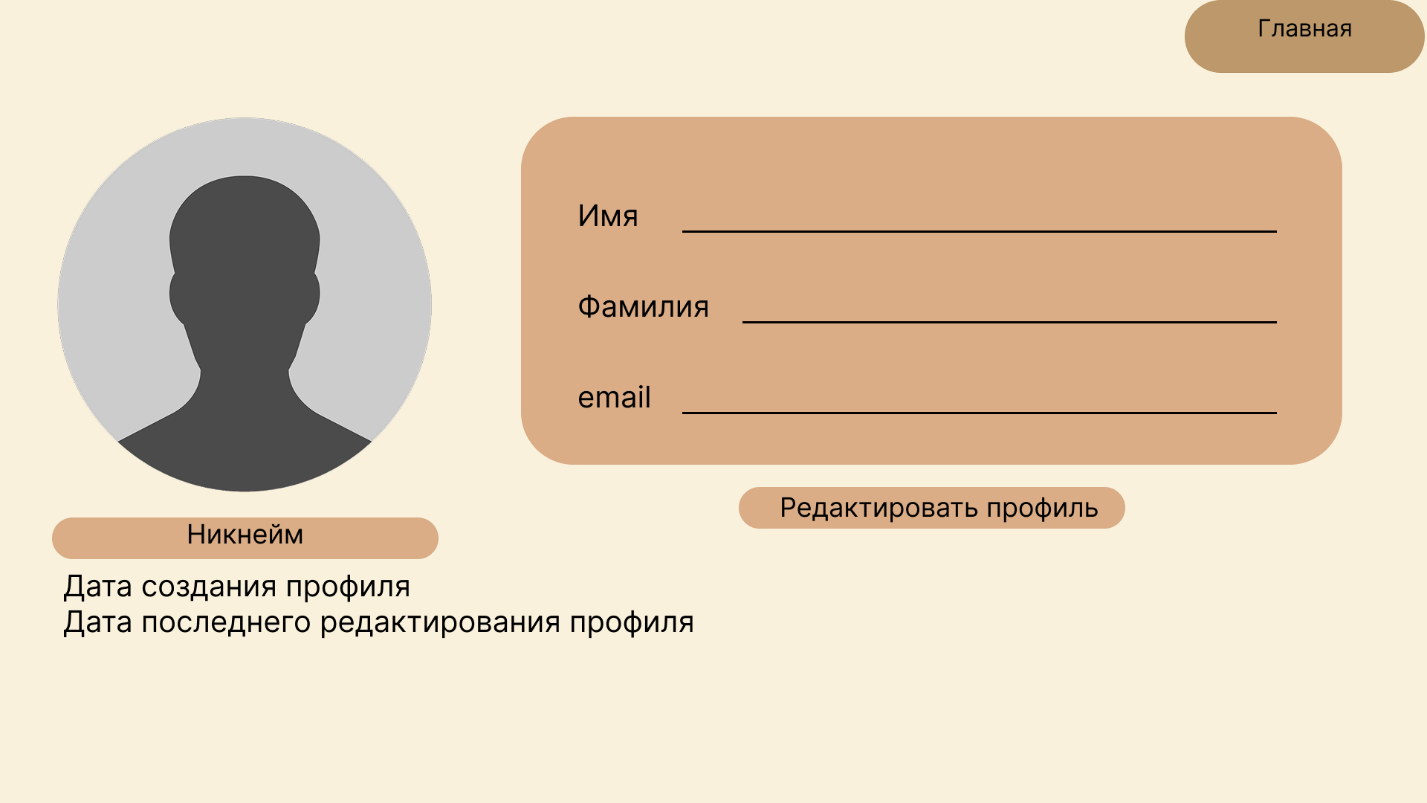 Главная
Имя
Фамилия
email
Редактировать профиль
Никнейм
Дата создания профиля
Дата последнего редактирования профиля